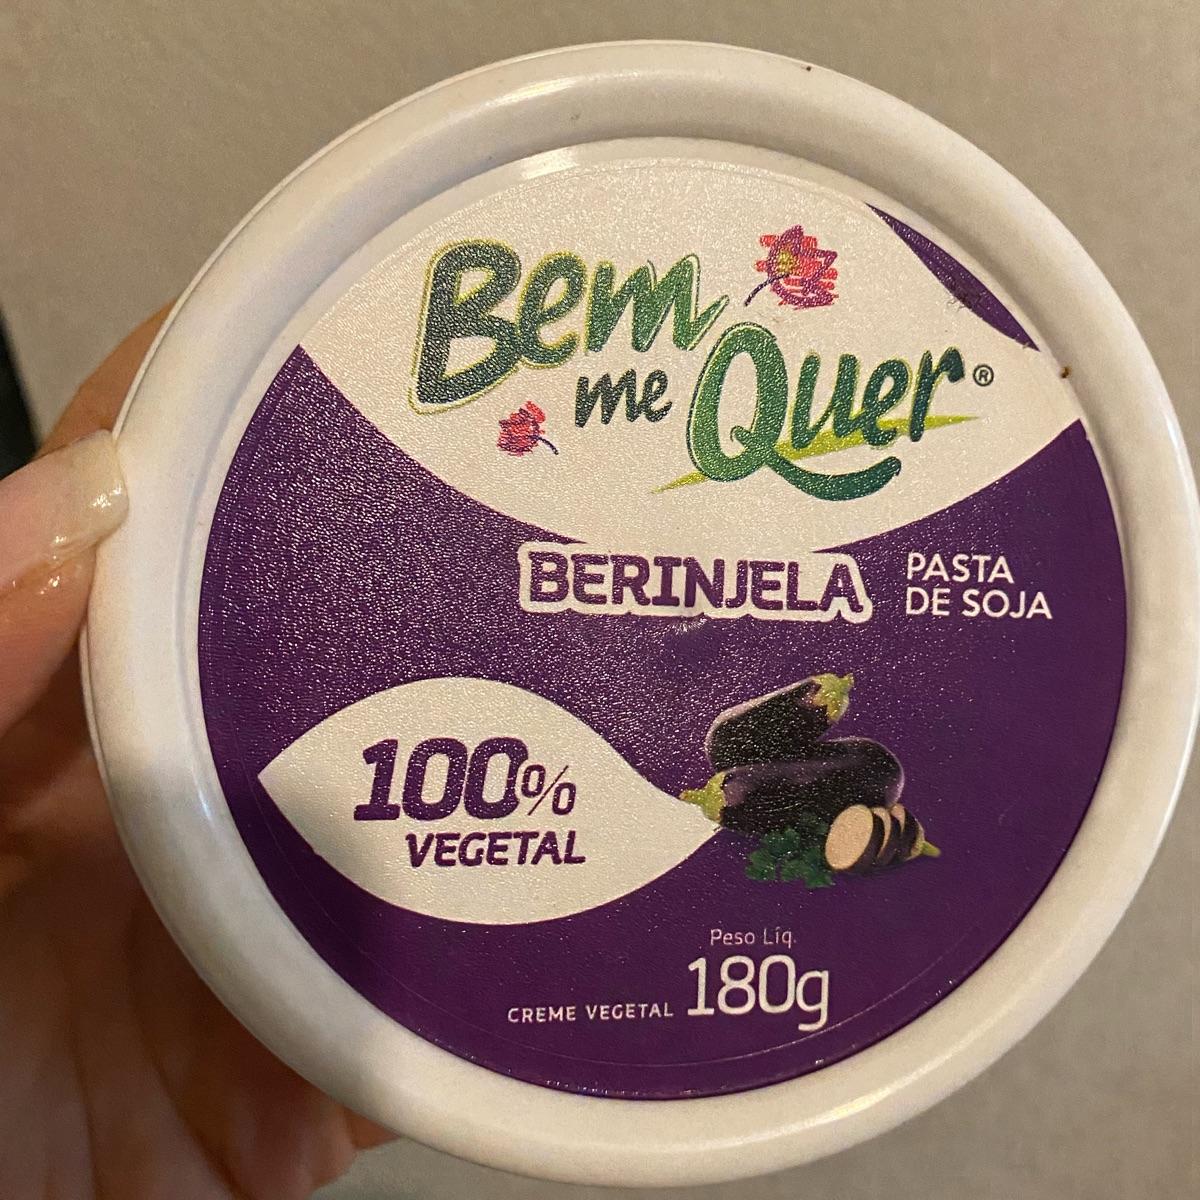 Bem
me Quer®
BERINJELA
PASTA
DE SOJA
100%
VEGETAL
Peso Líq.
CREME VEGETAL 180g